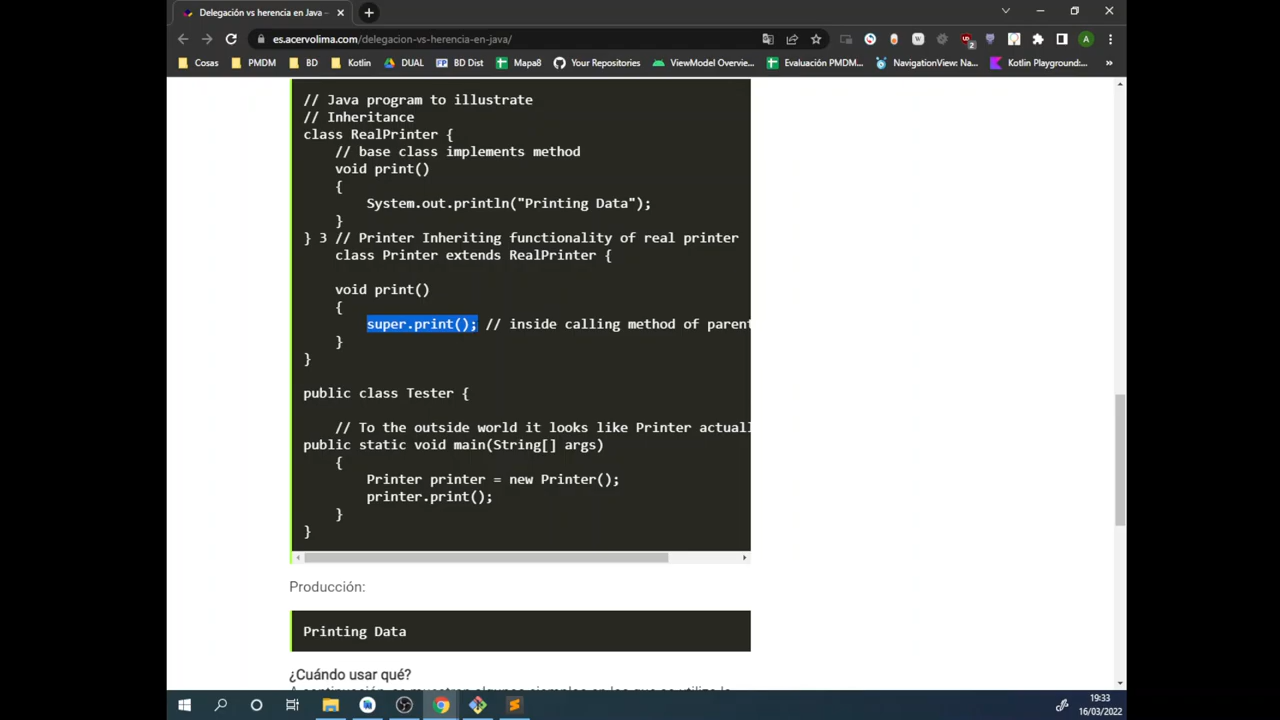 Delegación vs herencia en Java –
es.acervolima.com/delegacion-vs-herencia-en-java/
A
2
Cosas
PMDM
BD
Kotlin
DUAL
BD Dist
Mapa8
Your Repositories
ViewModel Overvie...
Evaluación PMDM...
NavigationView: Na...
Kotlin Playground:...
»
// Java program to illustrate
// Inheritance
class RealPrinter {
// base class implements method
void print()
{
System.out.println("Printing Data");
}
} 3 // Printer Inheriting functionality of real printer
class Printer extends RealPrinter {
void print()
{
super.print(); // inside calling method of parent
}
}
public class Tester {
// To the outside world it looks like Printer actuall
public static void main(String[] args)
{
Printer printer = new Printer();
printer.print();
}
}
Producción:
Printing Data
¿Cuándo usar qué?
19:33
16/03/2022